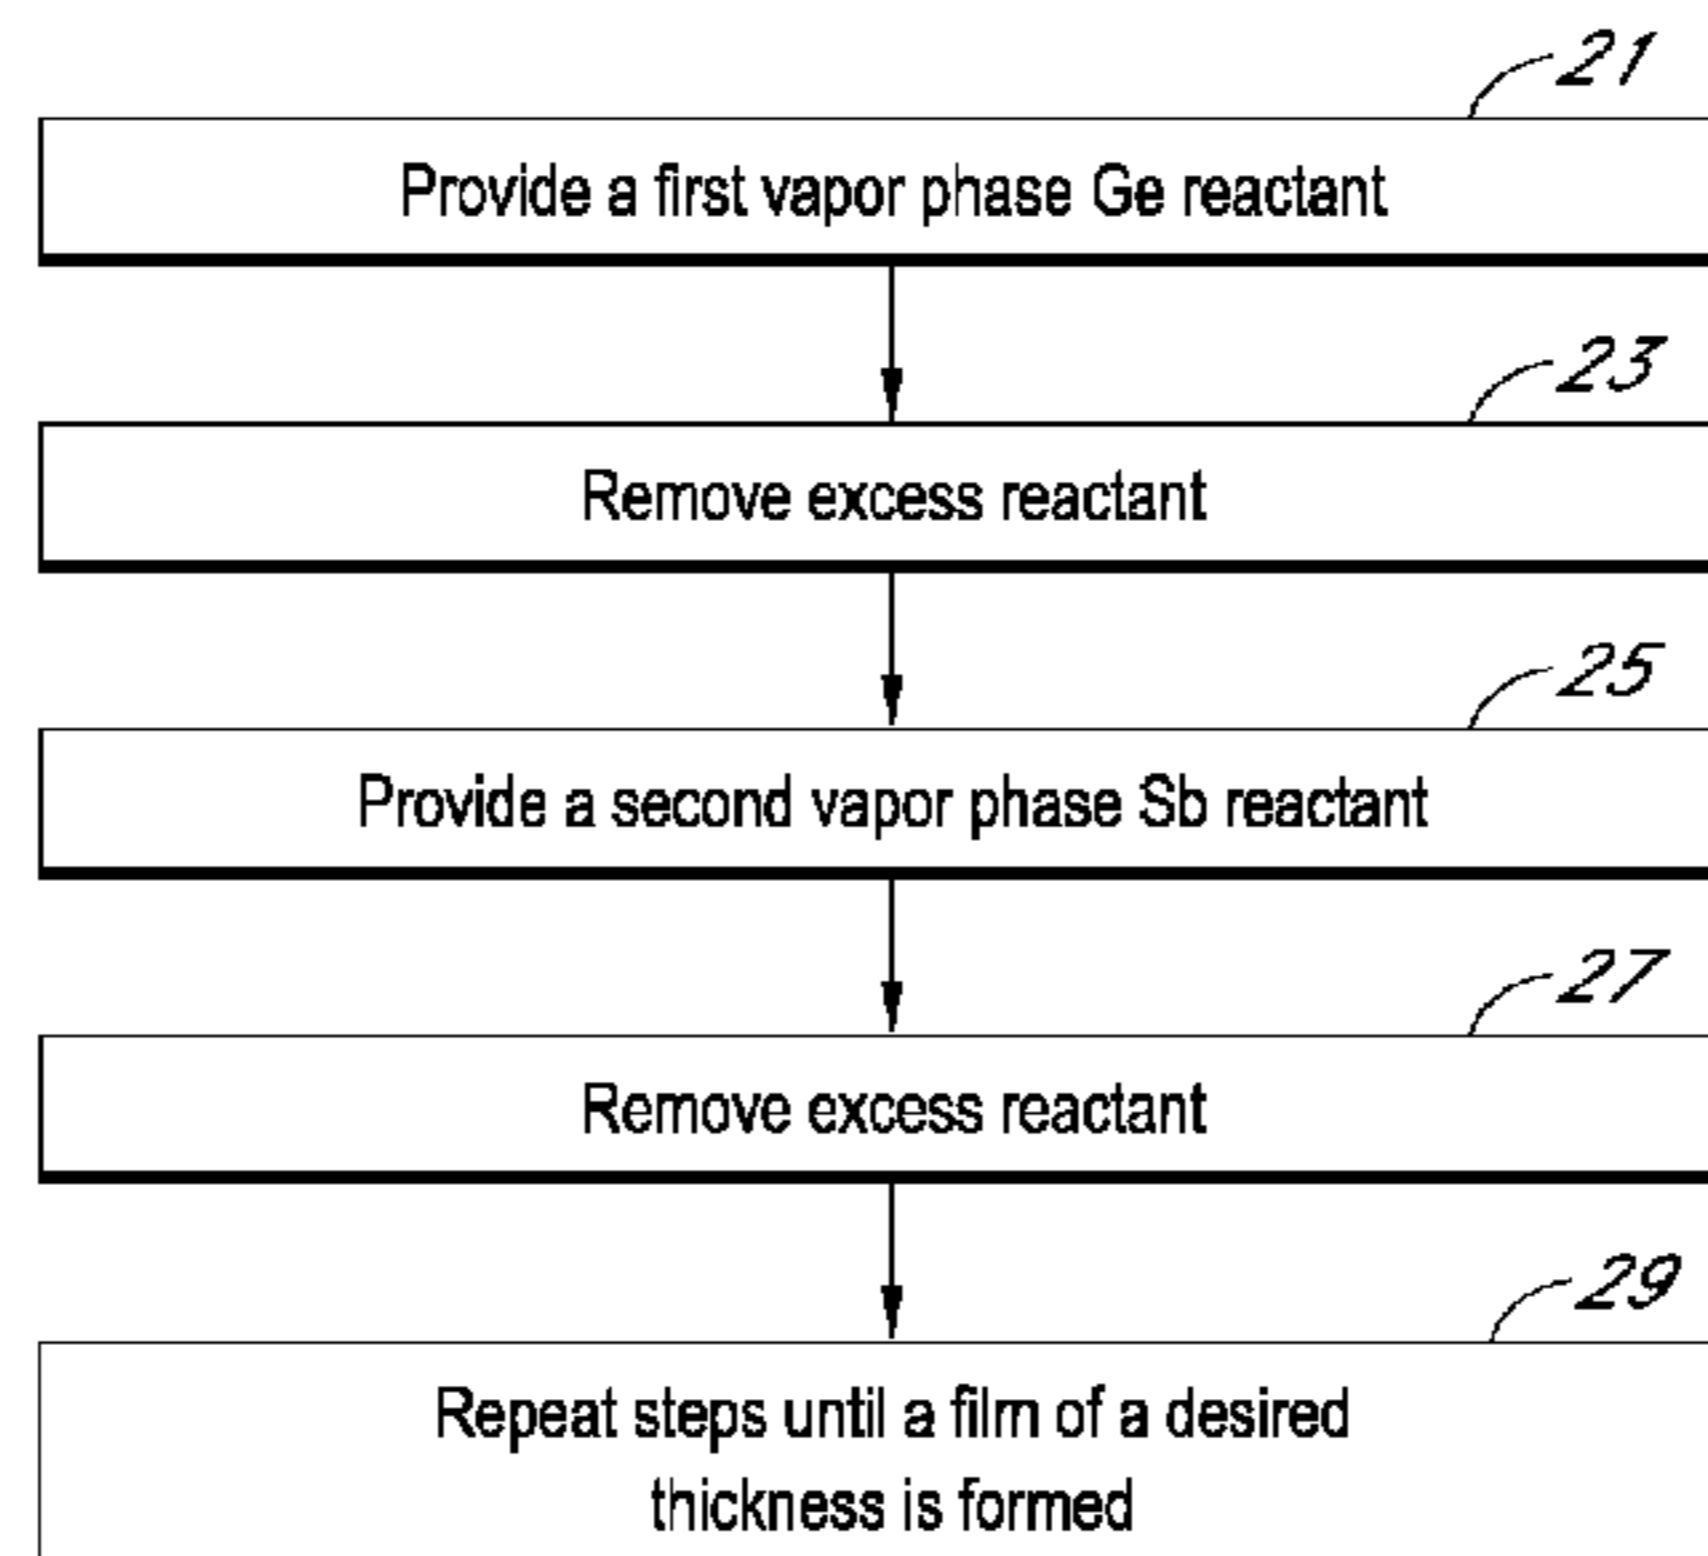 21
Provide a first vapor phase Ge reactant
23
Remove excess reactant
25
Provide a second vapor phase Sb reactant
27
Remove excess reactant
29
Repeat steps until a film of a desired
thickness is formed